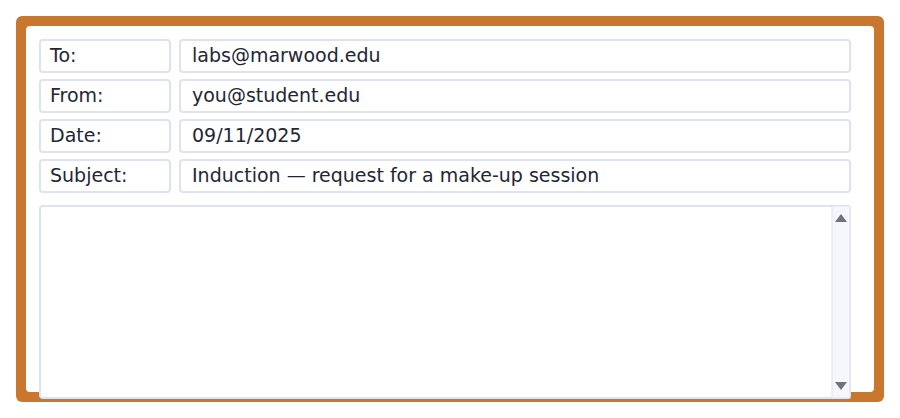 To: labs@marwood.edu
From: you@student.edu
Date: 09/11/2025
Subject: Induction — request for a make-up session